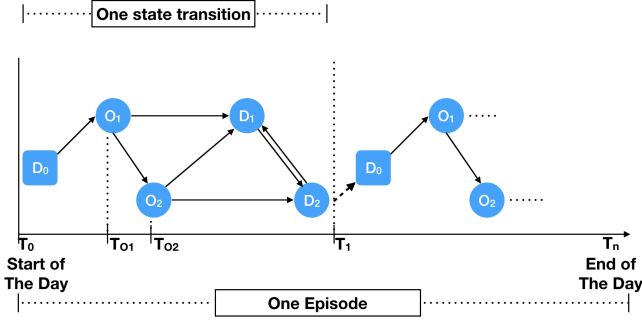 One state transition
O1
D1
O1
D0
D0
O2
D2
O2
T0
TO1
TO2
T1
Tn
Start of
The Day
End of
The Day
One Episode